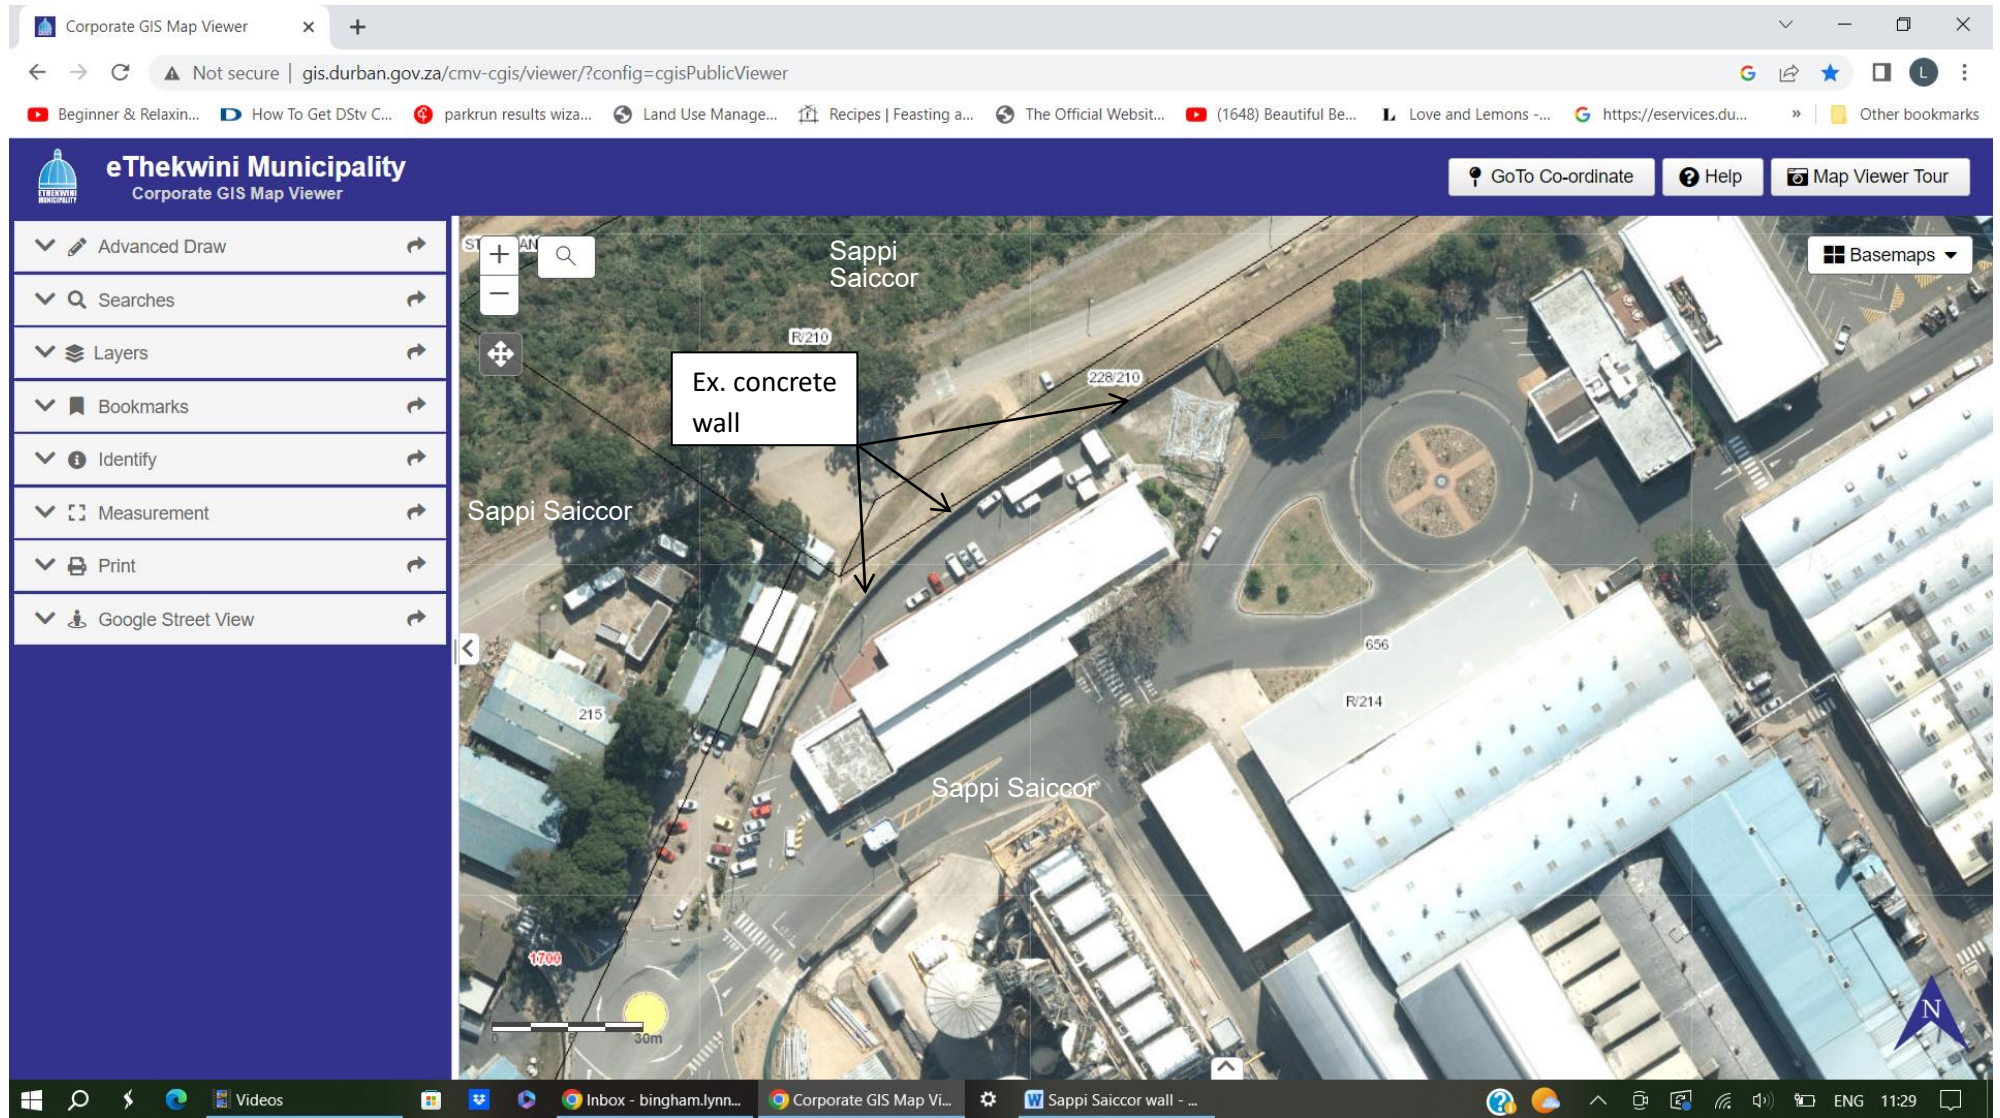 Corporate GIS Map Viewer
Not secure | gis.durban.gov.za/cmv-cgis/viewer/?config=cgisPublicViewer
L
Beginner & Relaxin...
How To Get DStv C...
parkrun results wiza...
Land Use Manage...
Recipes | Feasting a...
The Official Websit...
(1648) Beautiful Be...
L Love and Lemons -...
https://eservices.du...
»
Other bookmarks
ETHEKWINI
MUNICIPALITY
eThekwini Municipality
Corporate GIS Map Viewer
GoTo Co-ordinate
Help
Map Viewer Tour
Advanced Draw
Searches
Layers
Bookmarks
Identify
Measurement
Print
Google Street View
Basemaps
Sappi
Saiccor
R/210
Ex. concrete
wall
228/210
Sappi Saiccor
656
R/214
215
Sappi Saiccor
1700
0 15 30m
N
Videos
Inbox - bingham.lynn...
Corporate GIS Map Vi...
Sappi Saiccor wall - ...
ENG
11:29